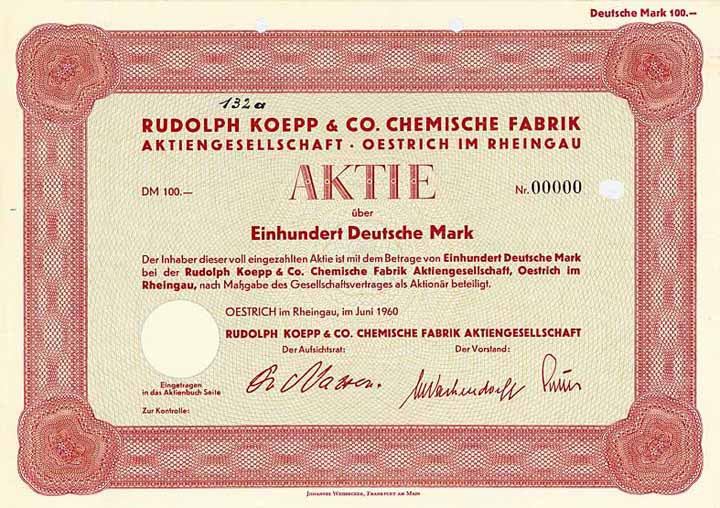 Deutsche Mark 100.—
132a
RUDOLPH KOEPP & CO. CHEMISCHE FABRIK
AKTIENGESELLSCHAFT · OESTRICH IM RHEINGAU
DM 100.—
AKTIE
Nr. 00000
über
Einhundert Deutsche Mark
Der Inhaber dieser voll eingezahlten Aktie ist mit dem Betrage von Einhundert Deutsche Mark
bei der Rudolph Koepp & Co. Chemische Fabrik Aktiengesellschaft, Oestrich im
Rheingau, nach Maßgabe des Gesellschaftsvertrages als Aktionär beteiligt.
OESTRICH im Rheingau, im Juni 1960
RUDOLPH KOEPP & CO. CHEMISCHE FABRIK AKTIENGESELLSCHAFT
Der Aufsichtsrat:
Der Vorstand:
Wachendorff
Eingetragen
in das Aktienbuch Seite
Zur Kontrolle:
Johannes Weisbecker, Frankfurt am Main